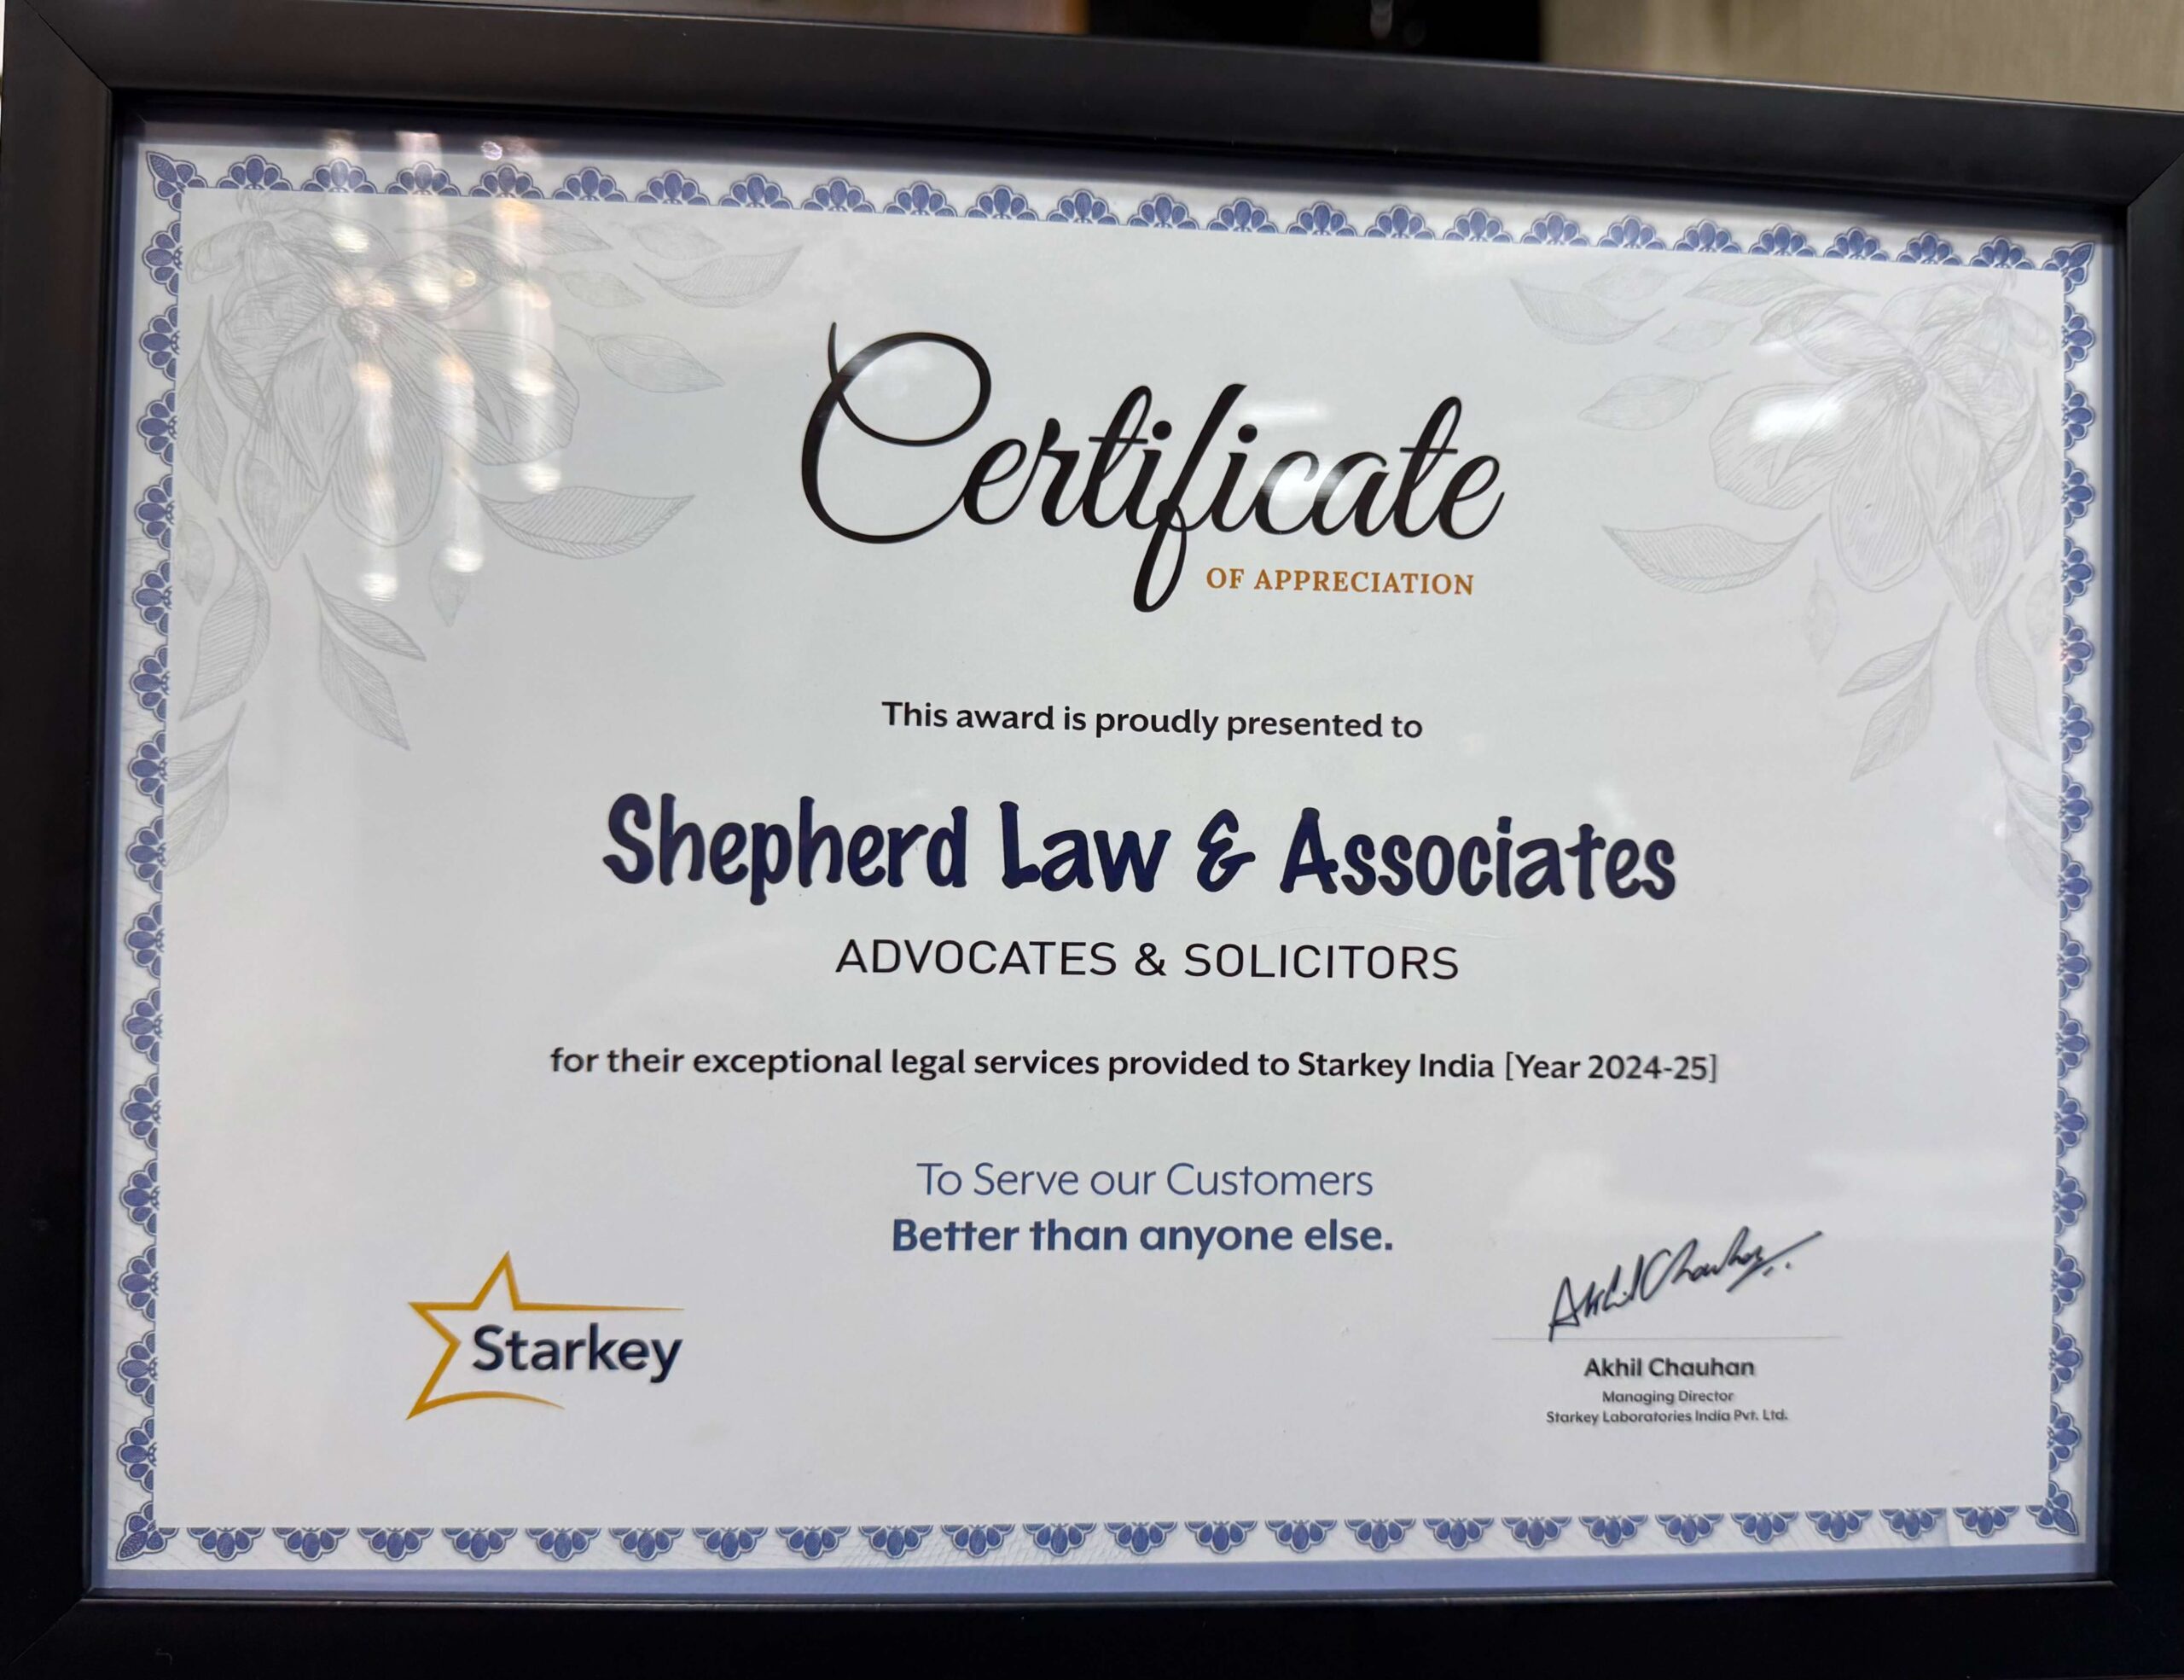 Certificate
OF APPRECIATION
This award is proudly presented to
Shepherd Law & Associates
ADVOCATES & SOLICITORS
for their exceptional legal services provided to Starkey India [Year 2024-25]
To Serve our Customers
Better than anyone else.
Starkey
Akhil Chauhan
Akhil Chauhan
Managing Director
Starkey Laboratories India Pvt. Ltd.